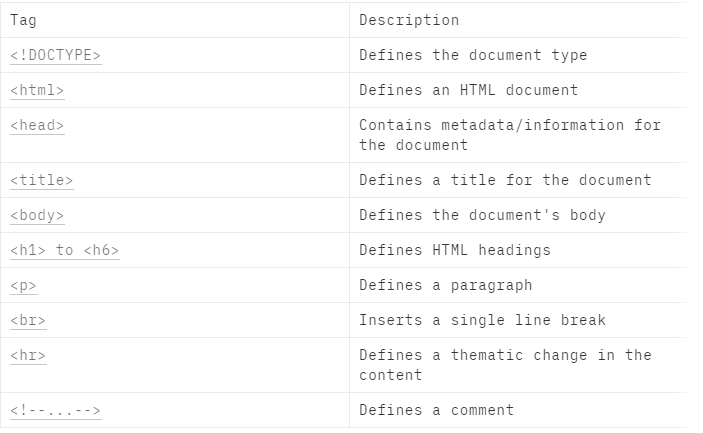 Tag Description
<!DOCTYPE> Defines the document type
<html> Defines an HTML document
<head> Contains metadata/information for
the document
<title> Defines a title for the document
<body> Defines the document's body
<h1> to <h6> Defines HTML headings
<p> Defines a paragraph
<br> Inserts a single line break
<hr> Defines a thematic change in the
content
<!--...--> Defines a comment